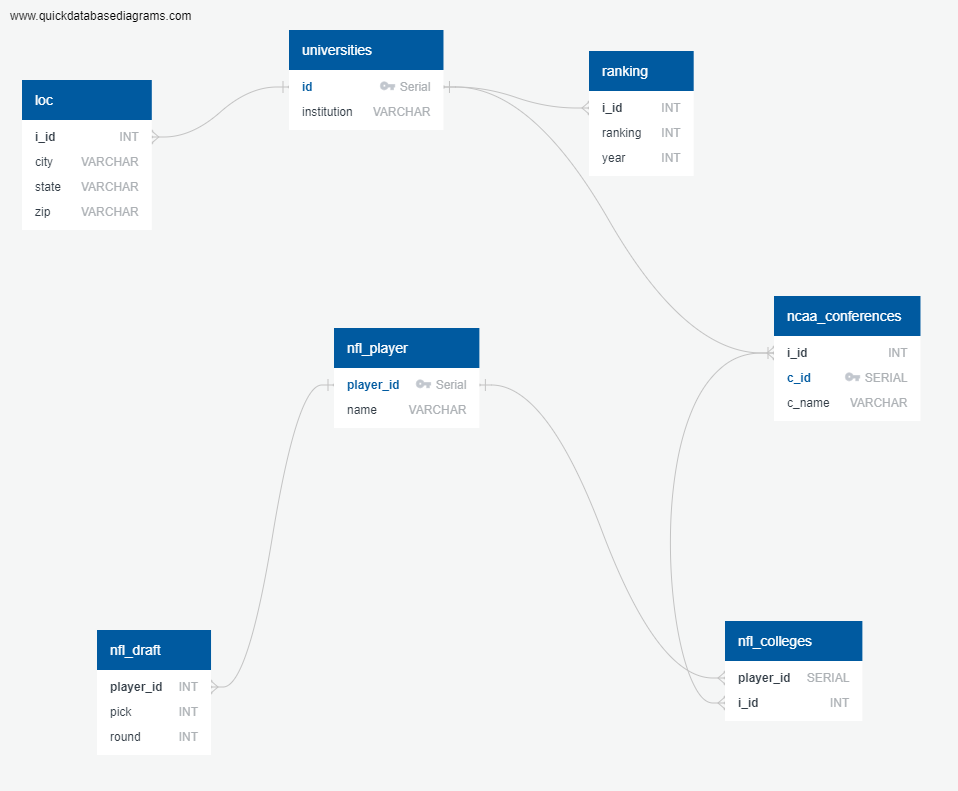 www.quickdatabasediagrams.com
universities
id Serial
institution VARCHAR
ranking
i_id INT
ranking INT
year INT
loc
i_id INT
city VARCHAR
state VARCHAR
zip VARCHAR
ncaa_conferences
i_id INT
c_id SERIAL
c_name VARCHAR
nfl_player
player_id Serial
name VARCHAR
nfl_draft
player_id INT
pick INT
round INT
nfl_colleges
player_id SERIAL
i_id INT